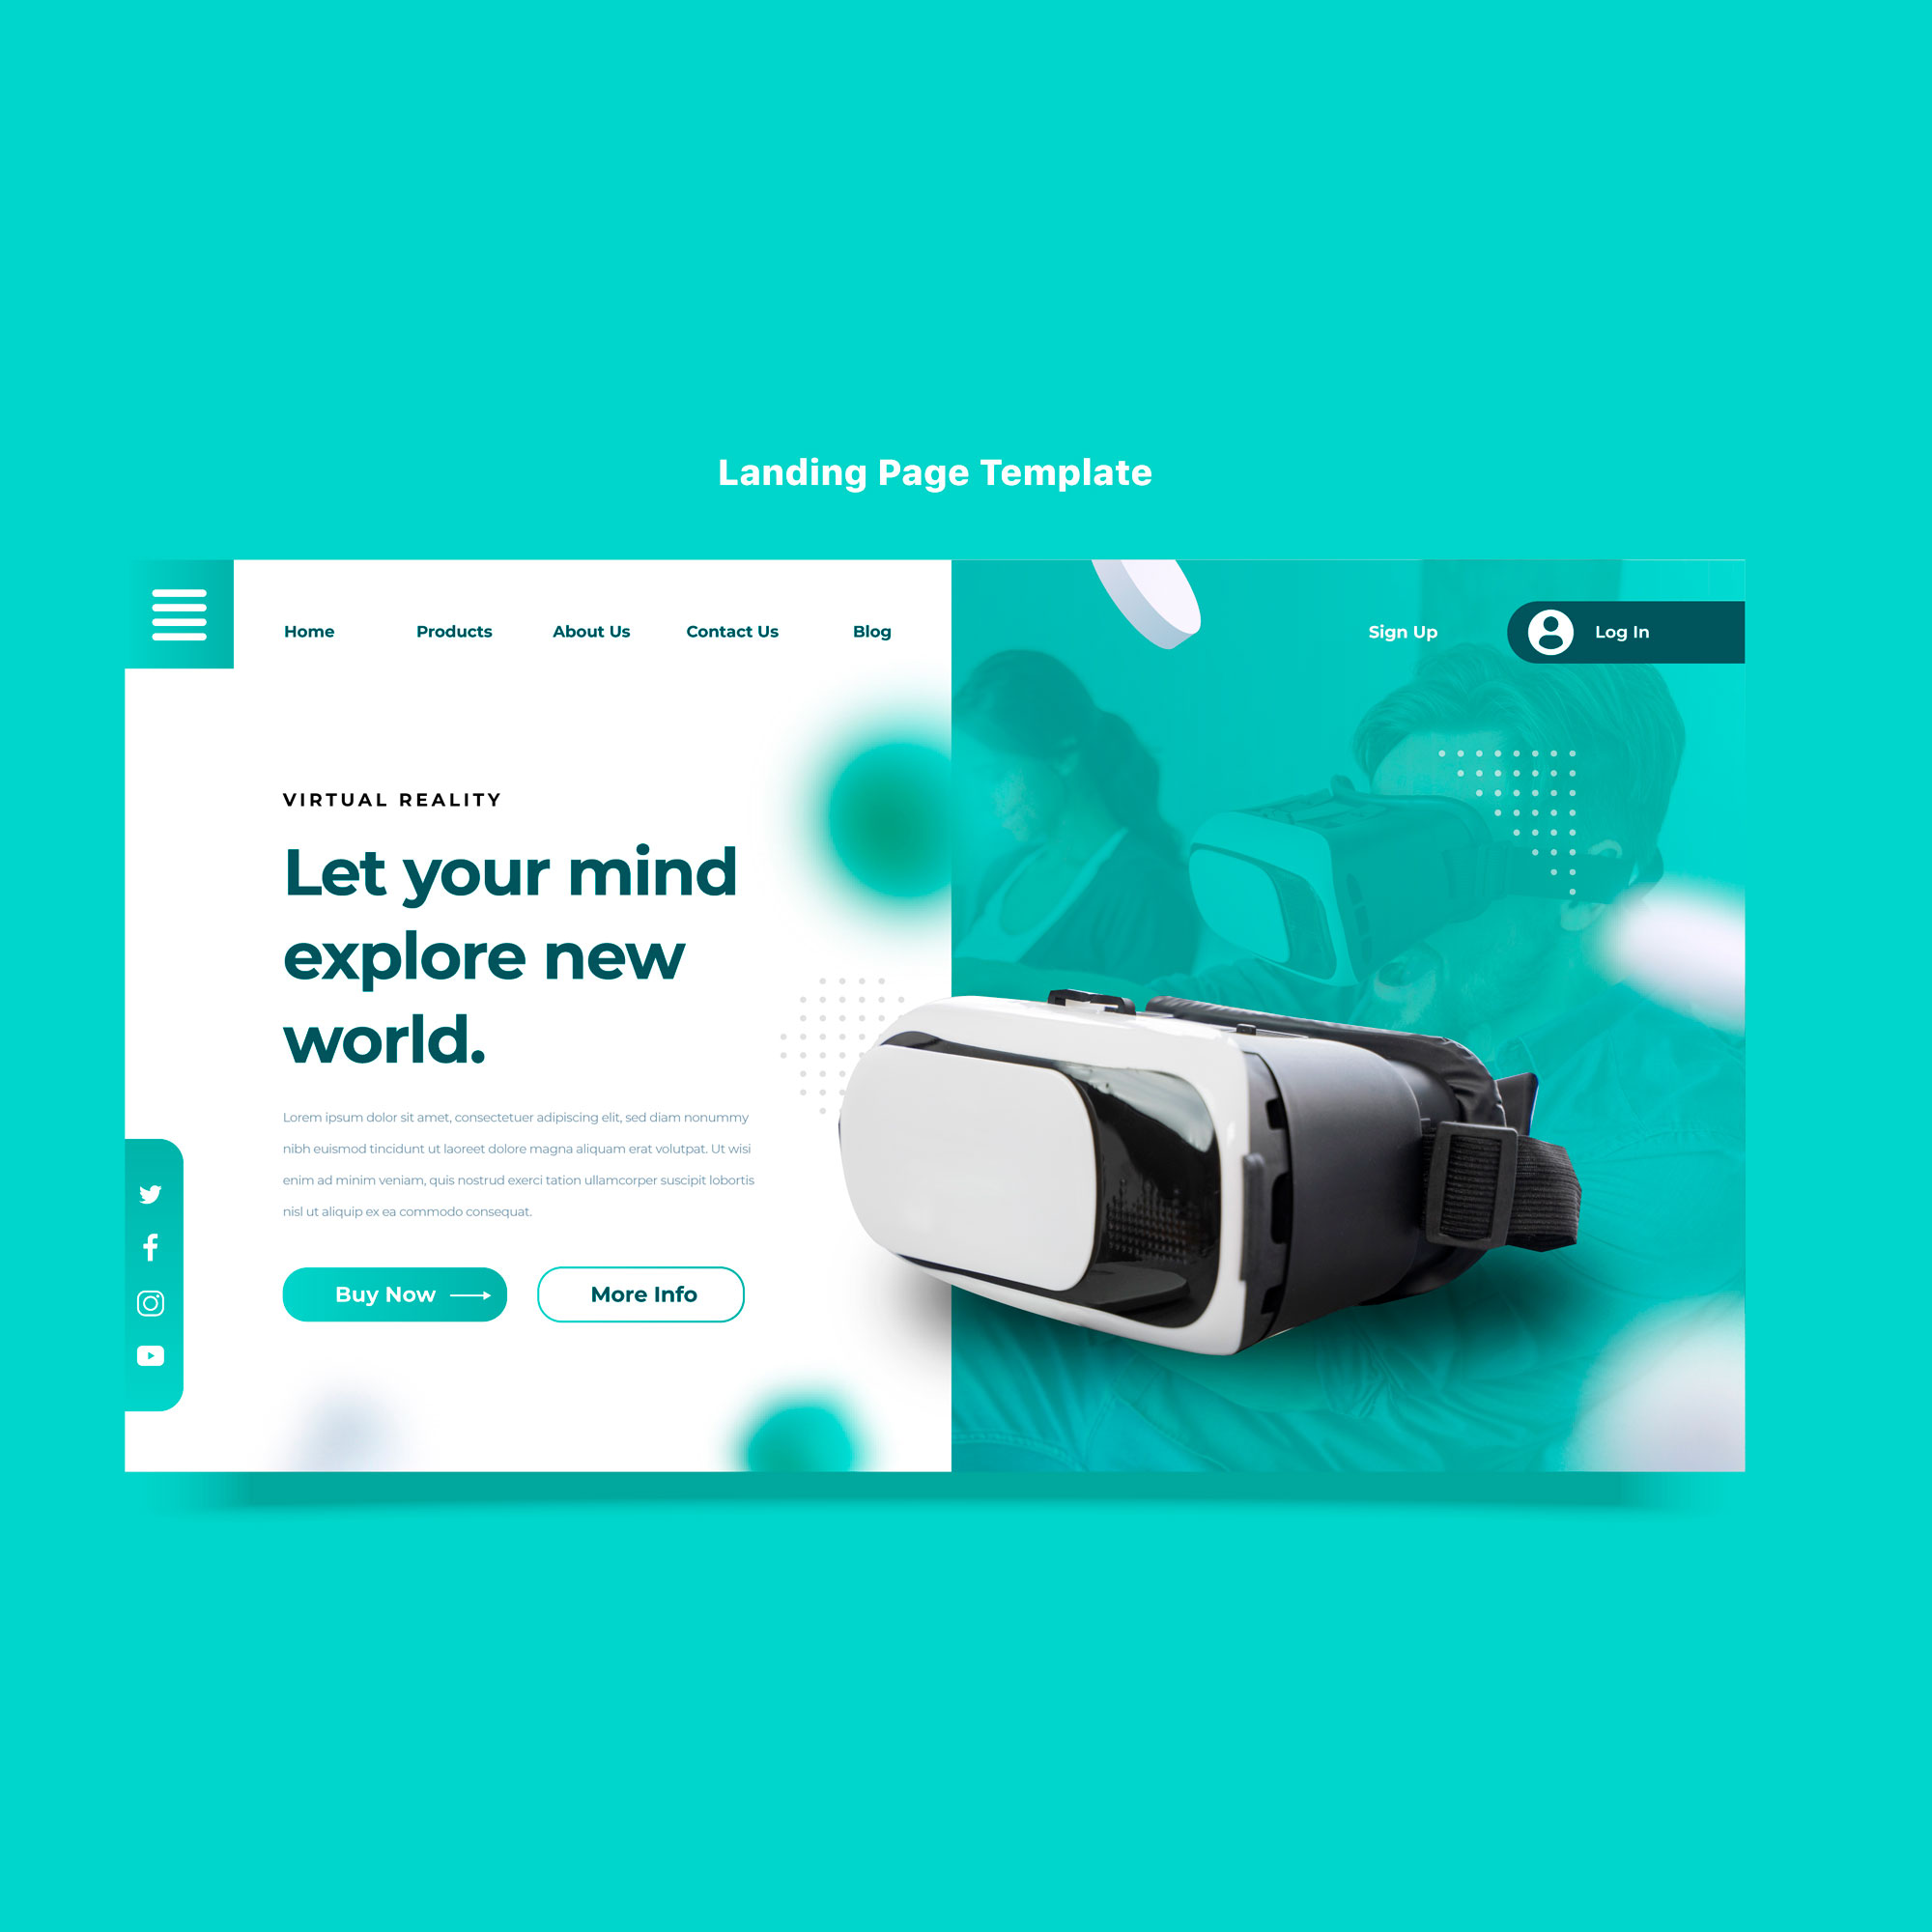 Landing Page Template
Home
Products
About Us
Contact Us
Blog
Sign Up
Log In
VIRTUAL REALITY
Let your mind
explore new
world.
Lorem ipsum dolor sit amet, consectetuer adipiscing elit, sed diam nonummy
nibh euismod tincidunt ut laoreet dolore magna aliquam erat volutpat. Ut wisi
enim ad minim veniam, quis nostrud exerci tation ullamcorper suscipit lobortis
nisl ut aliquip ex ea commodo consequat.
Buy Now
More Info